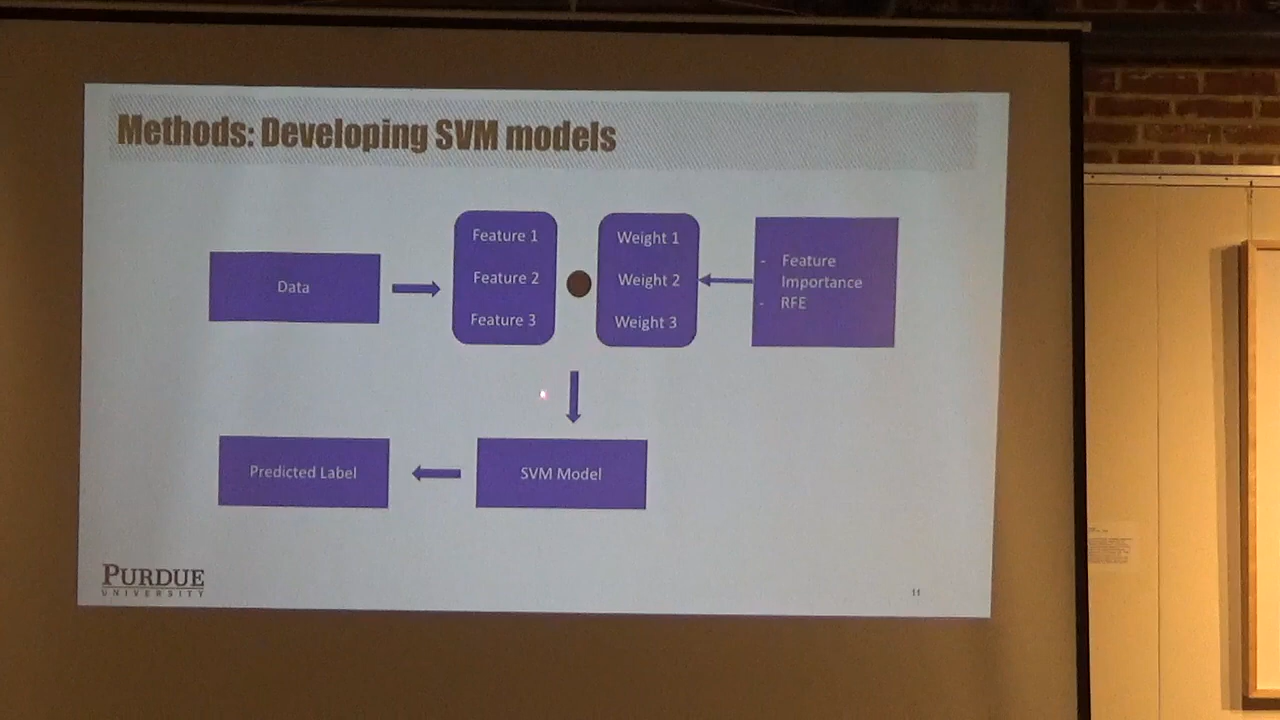 Methods: Developing SVM models
Data
Feature 1
Feature 2
Feature 3
Weight 1
Weight 2
Weight 3
- Feature
Importance
- RFE
Predicted Label
SVM Model
PURDUE
UNIVERSITY
11